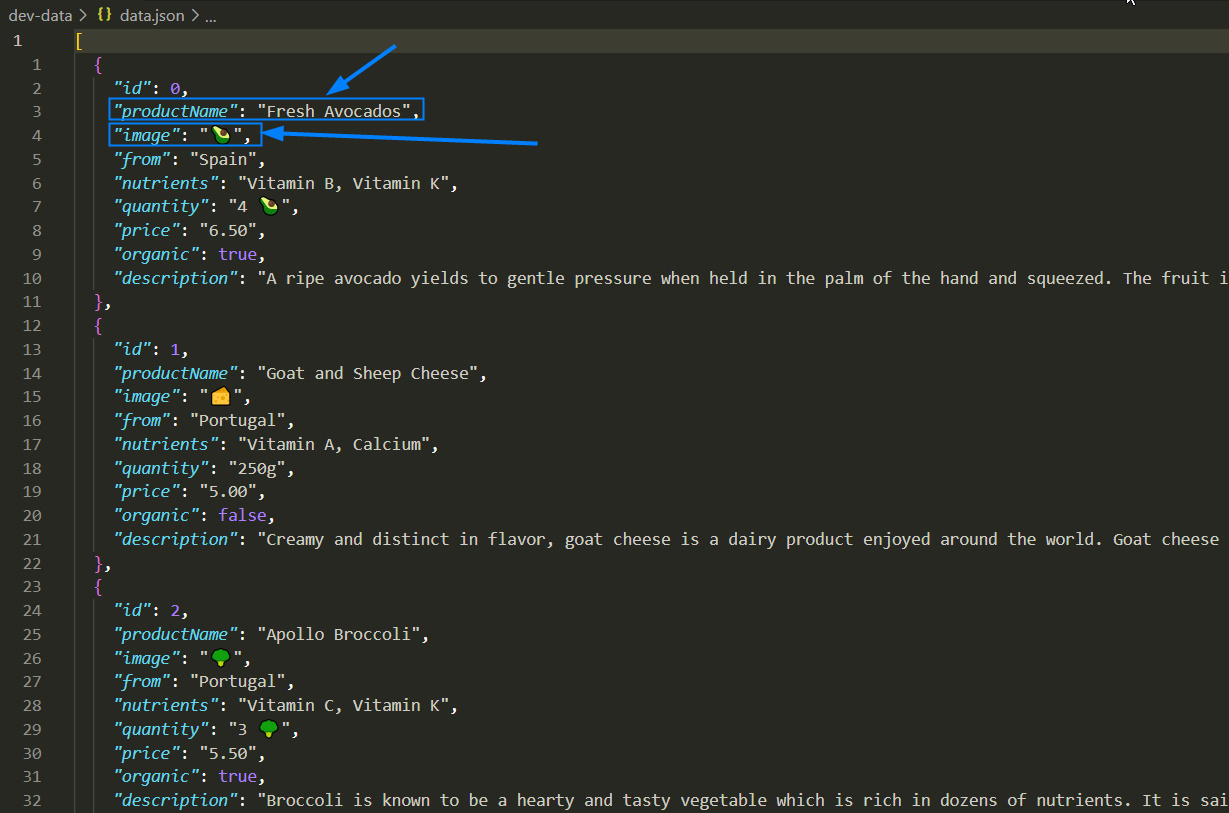 dev-data > {} data.json > ...
1 [
1 {
2 "id": 0,
3 "productName": "Fresh Avocados",
4 "image": "🥑",
5 "from": "Spain",
6 "nutrients": "Vitamin B, Vitamin K",
7 "quantity": "4 🥑",
8 "price": "6.50",
9 "organic": true,
10 "description": "A ripe avocado yields to gentle pressure when held in the palm of the hand and squeezed. The fruit i
11 },
12 {
13 "id": 1,
14 "productName": "Goat and Sheep Cheese",
15 "image": "🧀",
16 "from": "Portugal",
17 "nutrients": "Vitamin A, Calcium",
18 "quantity": "250g",
19 "price": "5.00",
20 "organic": false,
21 "description": "Creamy and distinct in flavor, goat cheese is a dairy product enjoyed around the world. Goat cheese
22 },
23 {
24 "id": 2,
25 "productName": "Apollo Broccoli",
26 "image": "🥦",
27 "from": "Portugal",
28 "nutrients": "Vitamin C, Vitamin K",
29 "quantity": "3 🥦",
30 "price": "5.50",
31 "organic": true,
32 "description": "Broccoli is known to be a hearty and tasty vegetable which is rich in dozens of nutrients. It is sai